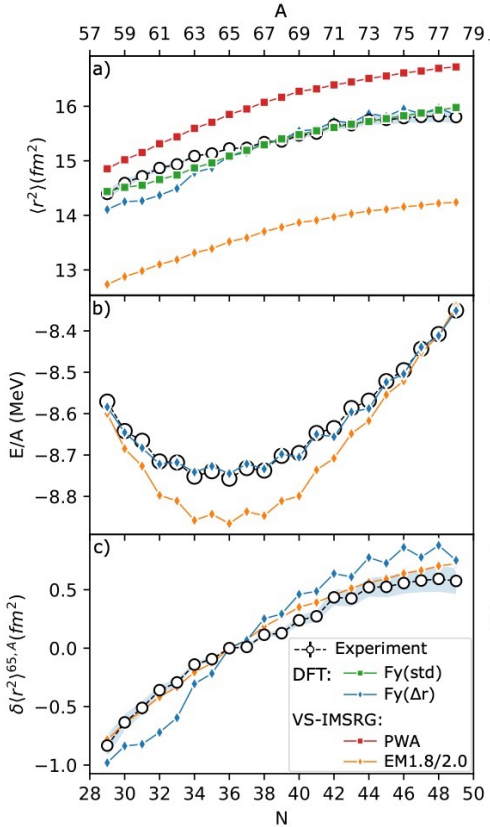 A
57 59 61 63 65 67 69 71 73 75 77 79
a)
16
15
14
13
⟨r²⟩(fm²)
b)
−8.4
−8.5
−8.6
−8.7
−8.8
E/A (MeV)
c)
0.5
0.0
−0.5
−1.0
δ⟨r²⟩⁶⁵,ᴬ(fm²)
Experiment
DFT: Fy(std)
Fy(Δr)
VS-IMSRG:
PWA
EM1.8/2.0
28 30 32 34 36 38 40 42 44 46 48 50
N